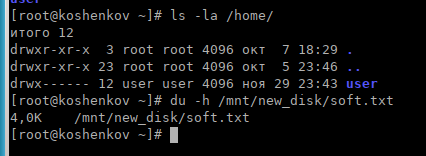 user
[root@koshenkov ~]# ls -la /home/
итого 12
drwxr-xr-x  3 root root 4096 окт  7 18:29 .
drwxr-xr-x 23 root root 4096 окт  5 23:46 ..
drwx------ 12 user user 4096 ноя 29 23:43 user
[root@koshenkov ~]# du -h /mnt/new_disk/soft.txt
4,0K    /mnt/new_disk/soft.txt
[root@koshenkov ~]#